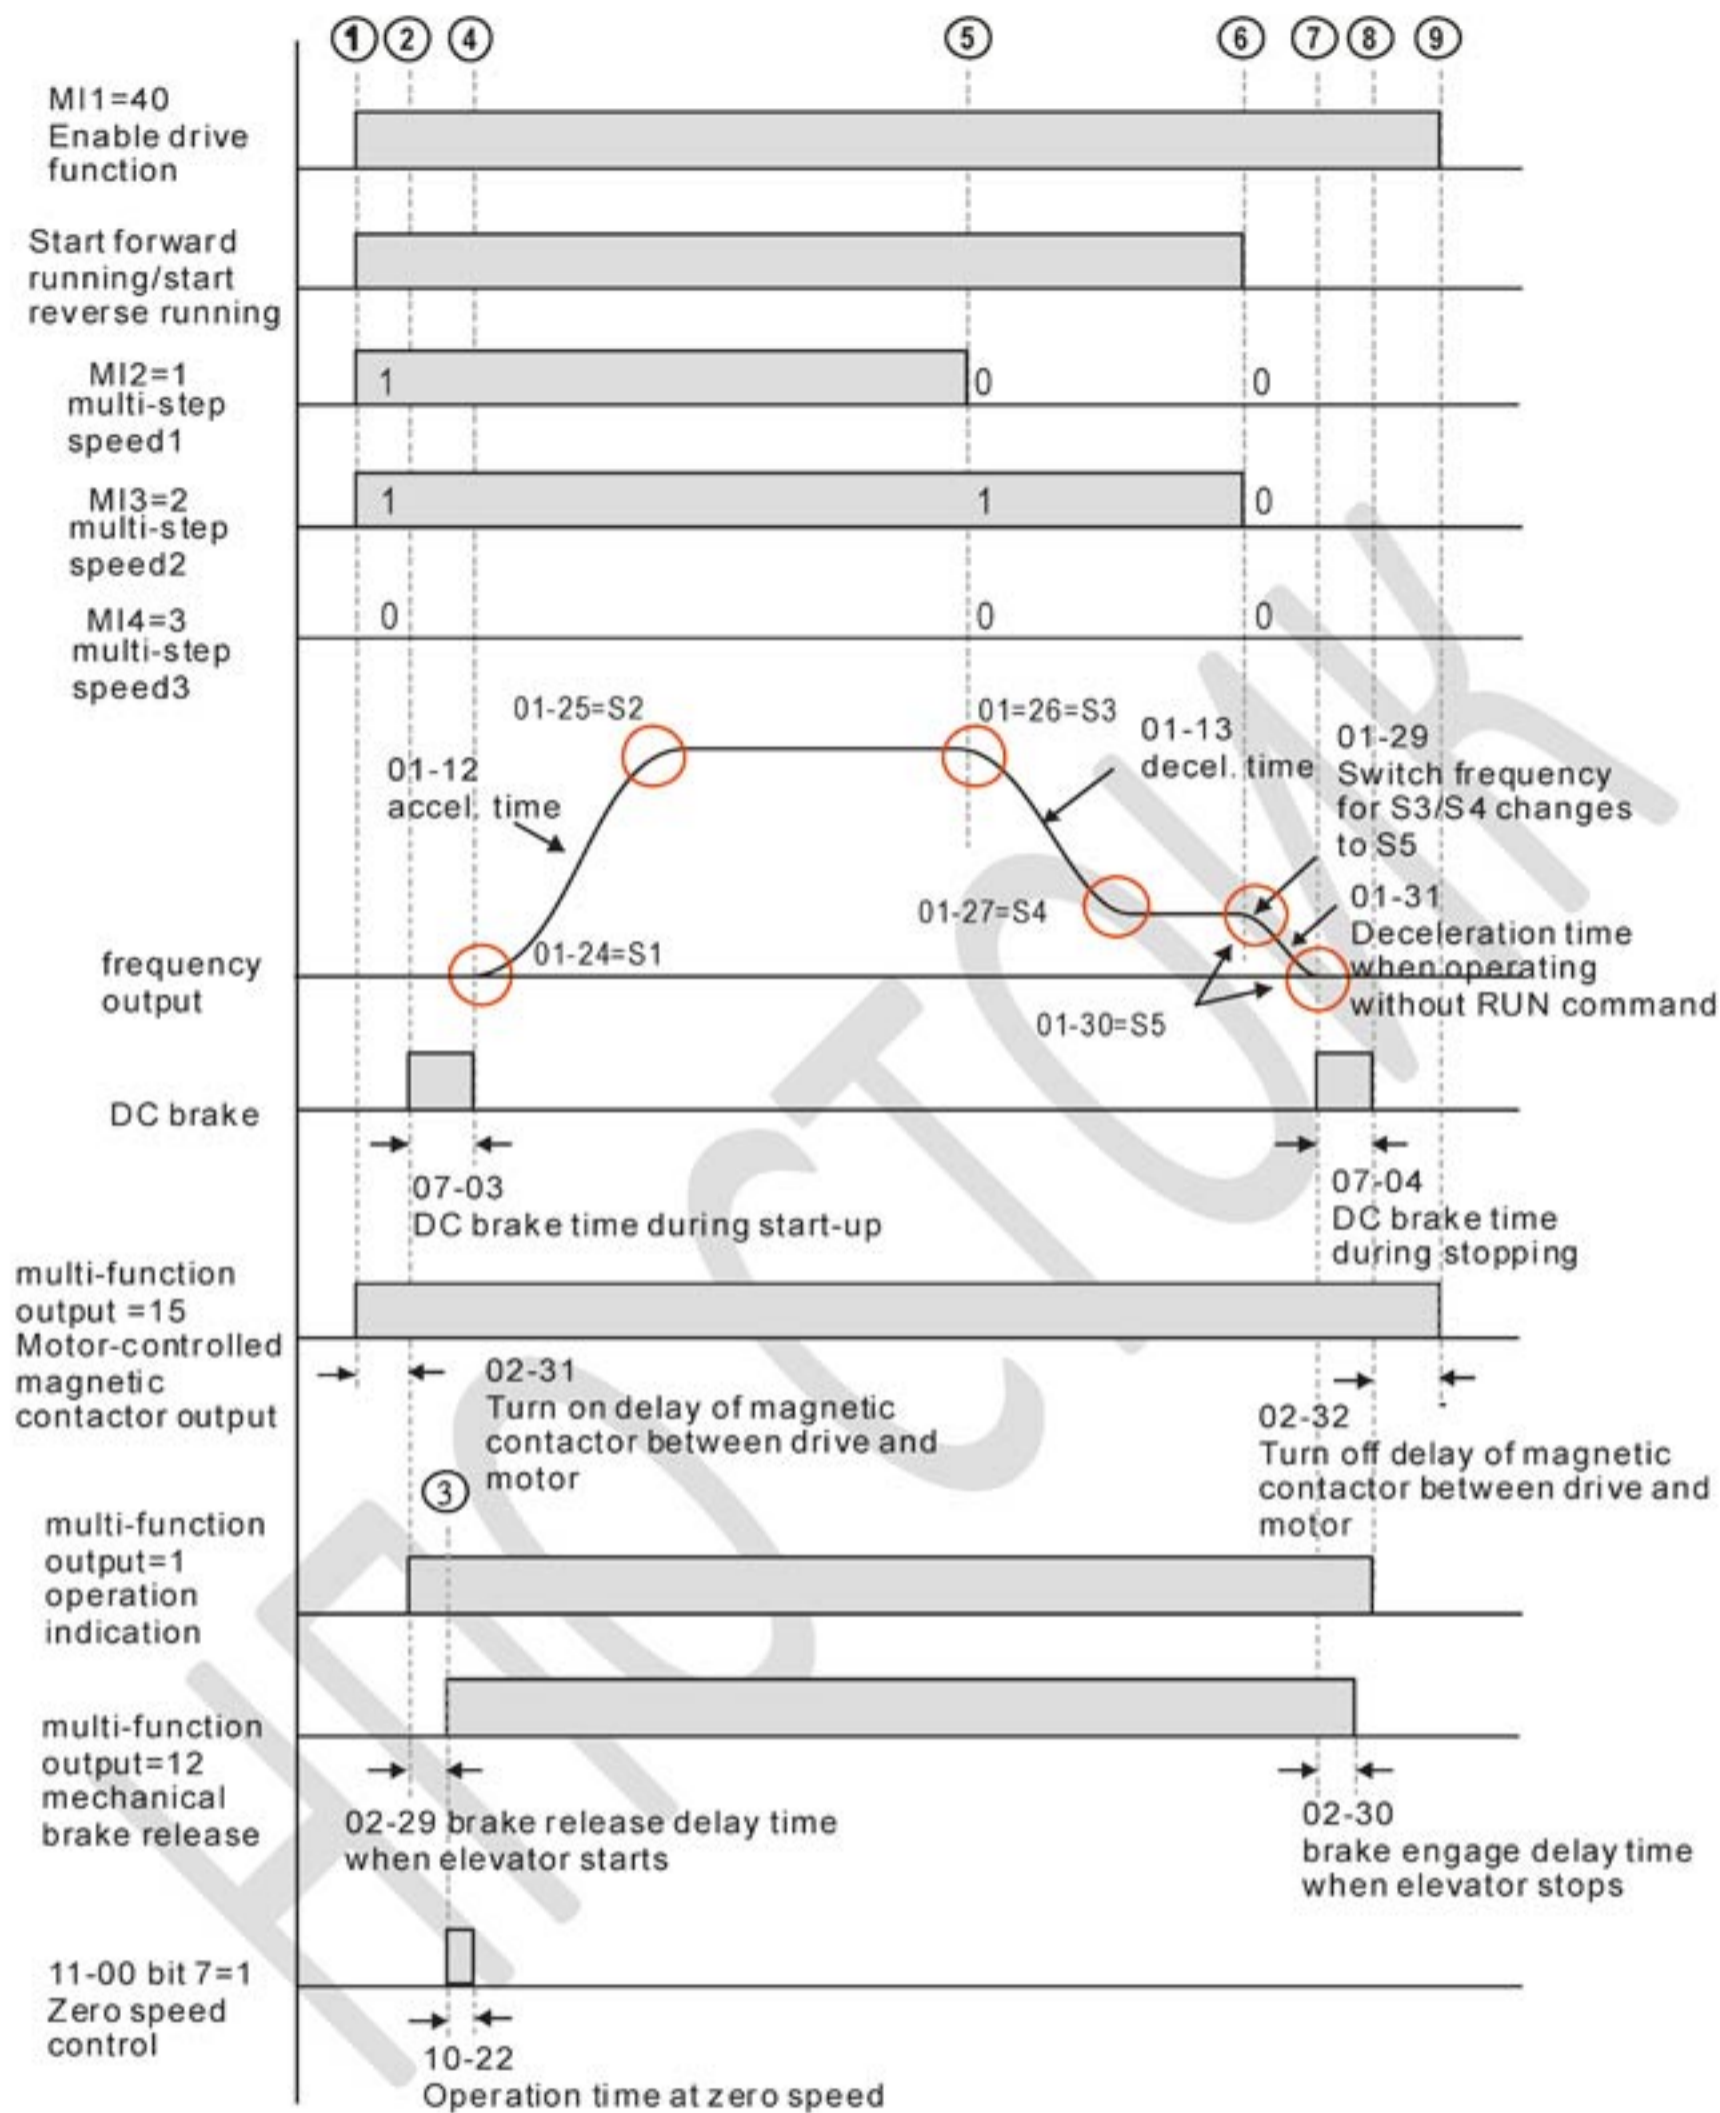 1 2 4 5 6 7 8 9
MI1=40
Enable drive
function
Start forward
running/start
reverse running
MI2=1
multi-step
speed1
1 0 0
MI3=2
multi-step
speed2
1 1 0
MI4=3
multi-step
speed3
0 0 0
01-25=S2
01=26=S3
01-13
decel. time
01-29
Switch frequency
for S3/S4 changes
to S5
01-12
accel. time
01-27=S4
01-31
Deceleration time
when operating
without RUN command
01-24=S1
frequency
output
01-30=S5
DC brake
07-03
DC brake time during start-up
07-04
DC brake time
during stopping
multi-function
output =15
Motor-controlled
magnetic
contactor output
02-31
Turn on delay of magnetic
contactor between drive and
motor
02-32
Turn off delay of magnetic
contactor between drive and
motor
3
multi-function
output=1
operation
indication
multi-function
output=12
mechanical
brake release
02-29 brake release delay time
when elevator starts
02-30
brake engage delay time
when elevator stops
11-00 bit 7=1
Zero speed
control
10-22
Operation time at zero speed